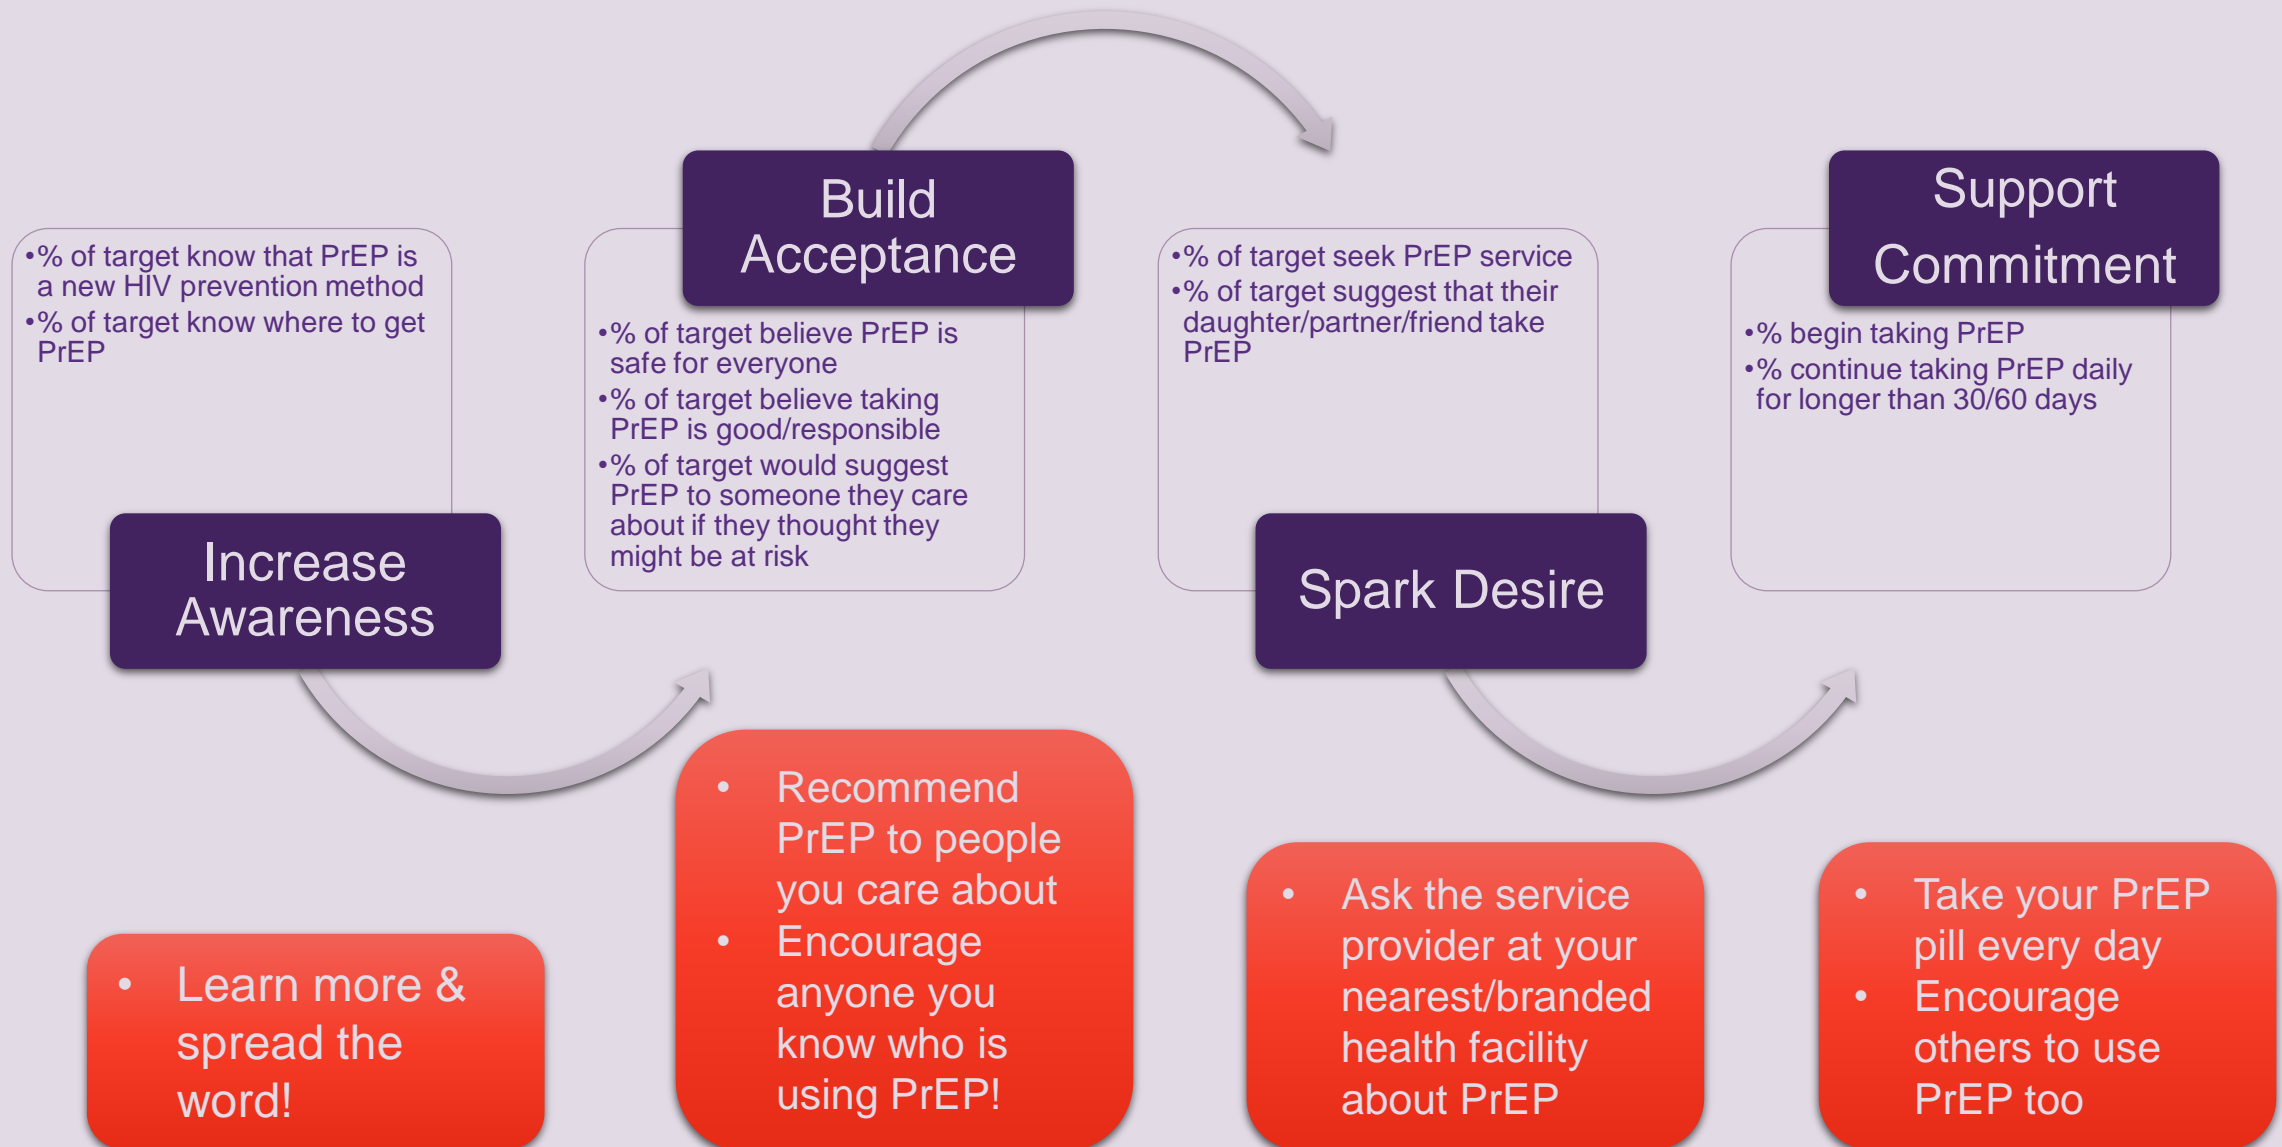 •% of target know that PrEP is
a new HIV prevention method
•% of target know where to get
PrEP
Increase
Awareness
Build
Acceptance
•% of target believe PrEP is
safe for everyone
•% of target believe taking
PrEP is good/responsible
•% of target would suggest
PrEP to someone they care
about if they thought they
might be at risk
•% of target seek PrEP service
•% of target suggest that their
daughter/partner/friend take
PrEP
Spark Desire
Support
Commitment
•% begin taking PrEP
•% continue taking PrEP daily
for longer than 30/60 days
• Learn more &
spread the
word!
• Recommend
PrEP to people
you care about
• Encourage
anyone you
know who is
using PrEP!
• Ask the service
provider at your
nearest/branded
health facility
about PrEP
• Take your PrEP
pill every day
• Encourage
others to use
PrEP too